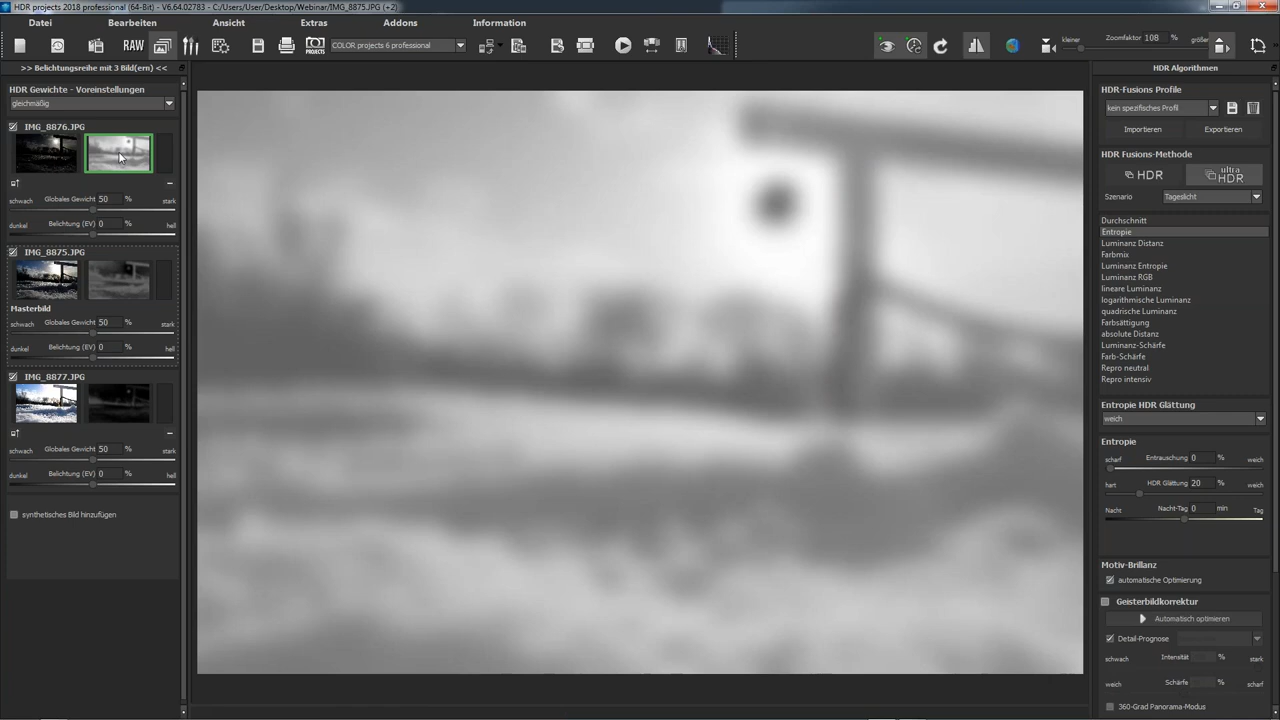 HDR projects 2018 professional (64-Bit) - V6.64.02783 - C:/Users/User/Desktop/Webinar/IMG_8875.JPG (+2)
Datei Bearbeiten Ansicht Extras Addons Information
RAW COLOR projects 6 professional kleiner Zoomfaktor 108 % größer
>> Belichtungsreihe mit 3 Bild(ern) <<
HDR Gewichte - Voreinstellungen
gleichmäßig
IMG_8876.JPG
schwach Globales Gewicht 50 % stark
dunkel Belichtung (EV) 0 % hell
IMG_8875.JPG
Masterbild
schwach Globales Gewicht 50 % stark
dunkel Belichtung (EV) 0 % hell
IMG_8877.JPG
schwach Globales Gewicht 50 % stark
dunkel Belichtung (EV) 0 % hell
synthetisches Bild hinzufügen
HDR Algorithmen
HDR-Fusions Profile
kein spezifisches Profil
Importieren Exportieren
HDR Fusions-Methode
HDR ultra HDR
Szenario Tageslicht
Durchschnitt
Entropie
Luminanz Distanz
Farbmix
Luminanz Entropie
Luminanz RGB
lineare Luminanz
logarithmische Luminanz
quadrische Luminanz
Farbsättigung
absolute Distanz
Luminanz-Schärfe
Farb-Schärfe
Repro neutral
Repro intensiv
Entropie HDR Glättung
weich
Entropie
scharf Entrauschung 0 % weich
hart HDR Glättung 20 % weich
Nacht Nacht-Tag 0 min Tag
Motiv-Brillanz
automatische Optimierung
Geisterbildkorrektur
Automatisch optimieren
Detail-Prognose
schwach Intensität % stark
weich Schärfe % scharf
360-Grad Panorama-Modus